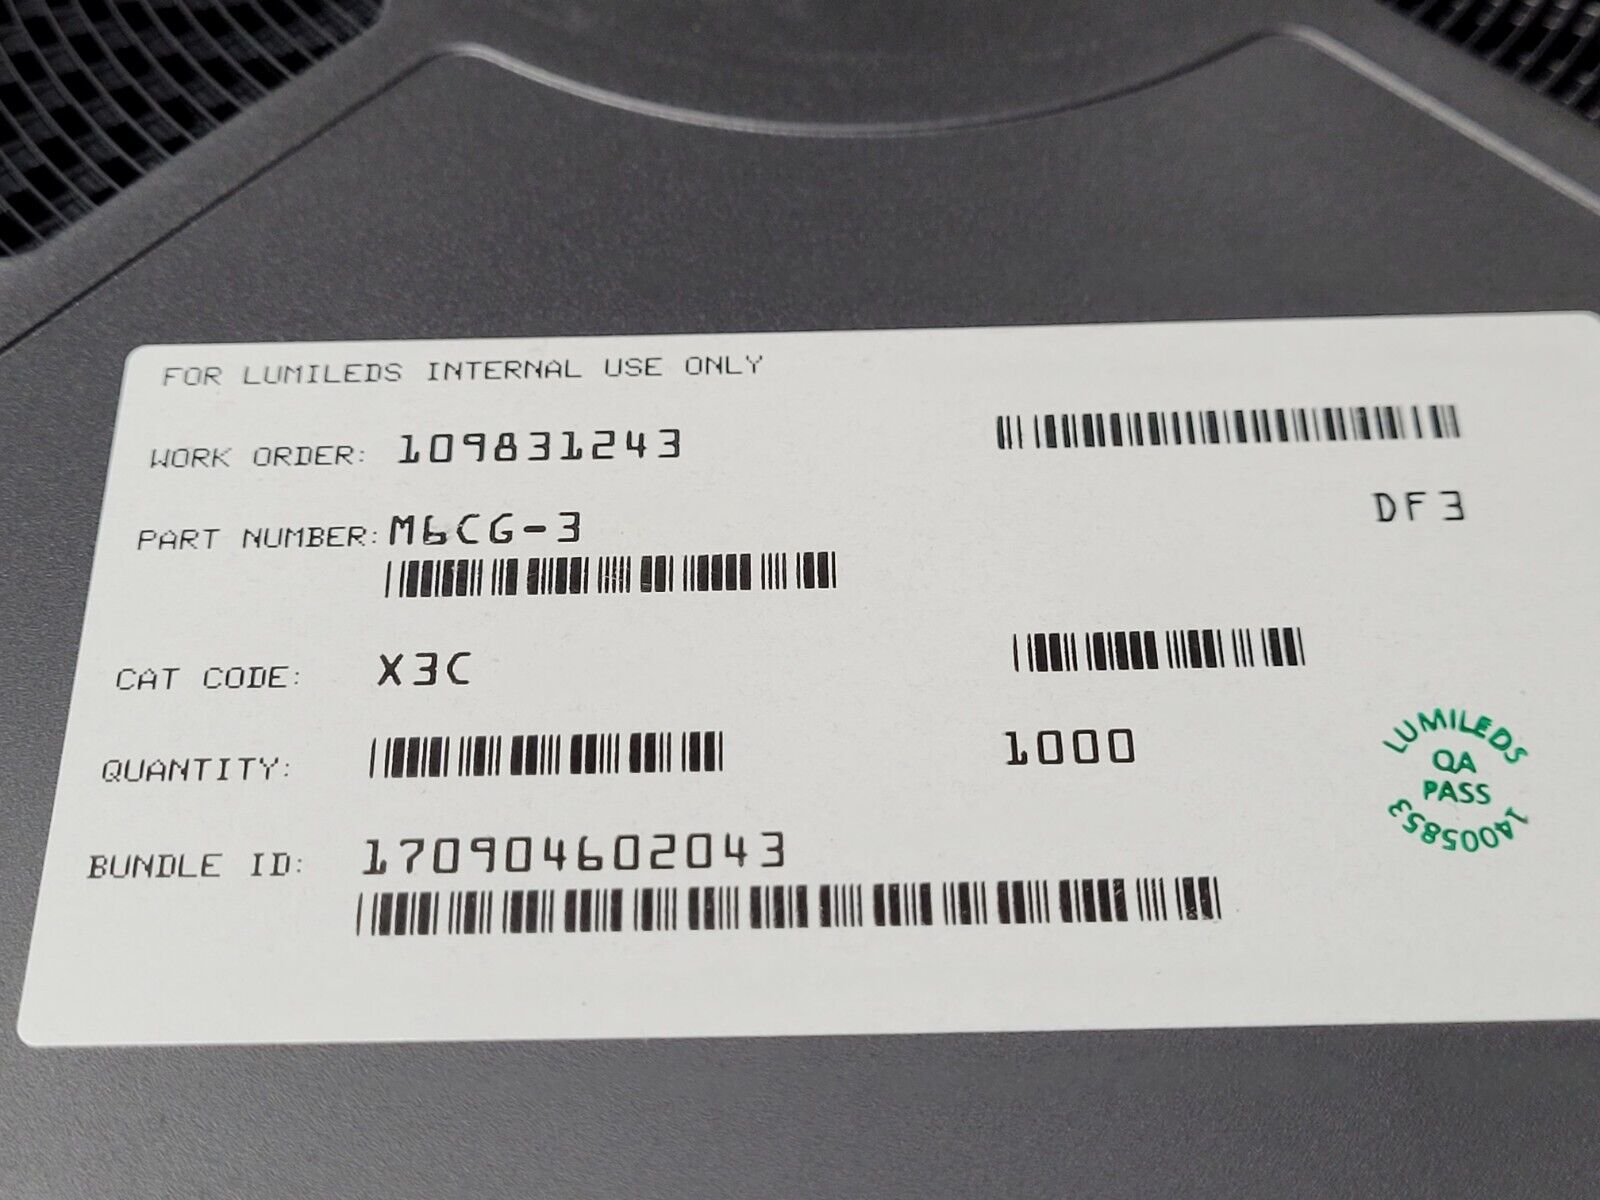 FOR LUMILEDS INTERNAL USE ONLY
WORK ORDER: 109831243
PART NUMBER: M6CG-3
DF3
CAT CODE: X3C
QUANTITY: 1000
BUNDLE ID: 170904602043
LUMILEDS
QA
PASS
14005853